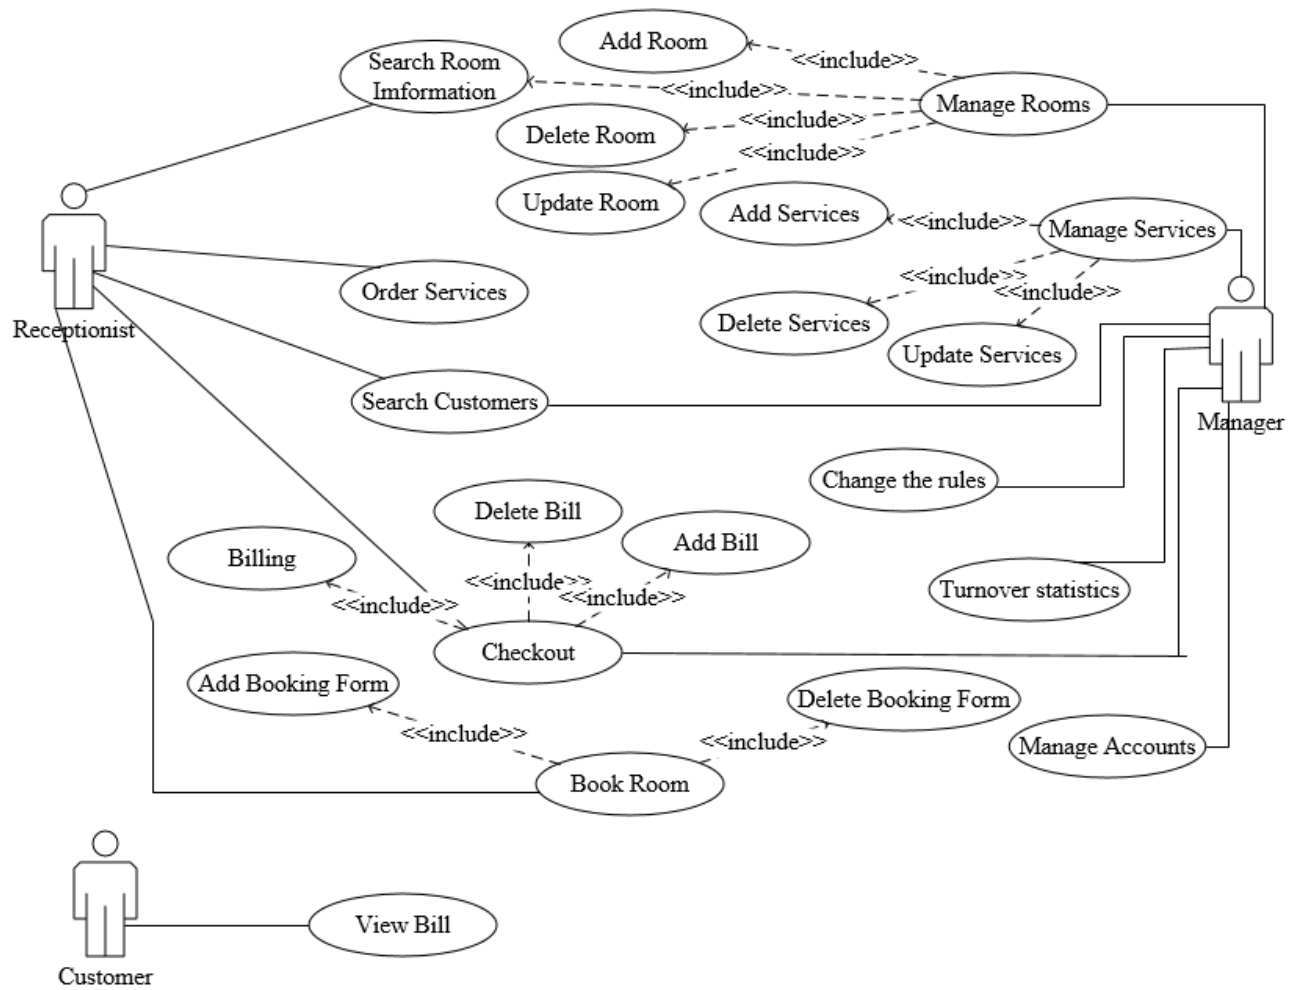 Add Room
<<include>>
Search Room
Imformation
<<include>>
Manage Rooms
<<include>>
Delete Room
<<include>>
Update Room
Add Services
<<include>>
Manage Services
<<include>>
<<include>>
Order Services
Delete Services
Receptionist
Update Services
Search Customers
Manager
Change the rules
Delete Bill
Add Bill
Billing
<<include>>
<<include>>
<<include>>
Turnover statistics
Checkout
Add Booking Form
Delete Booking Form
<<include>>
<<include>>
Manage Accounts
Book Room
View Bill
Customer